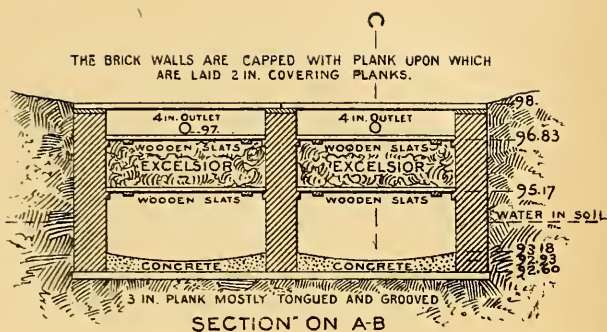 C
THE BRICK WALLS ARE CAPPED WITH PLANK UPON WHICH
ARE LAID 2 IN. COVERING PLANKS.
98.
4 IN. OUTLET
97.
4 IN. OUTLET
96.83
WOODEN SLATS
WOODEN SLATS
EXCELSIOR
EXCELSIOR
95.17
WOODEN SLATS
WOODEN SLATS
WATER IN SOIL
93.18
92.93
92.60
CONCRETE
CONCRETE
3 IN. PLANK MOSTLY TONGUED AND GROOVED
SECTION ON A-B